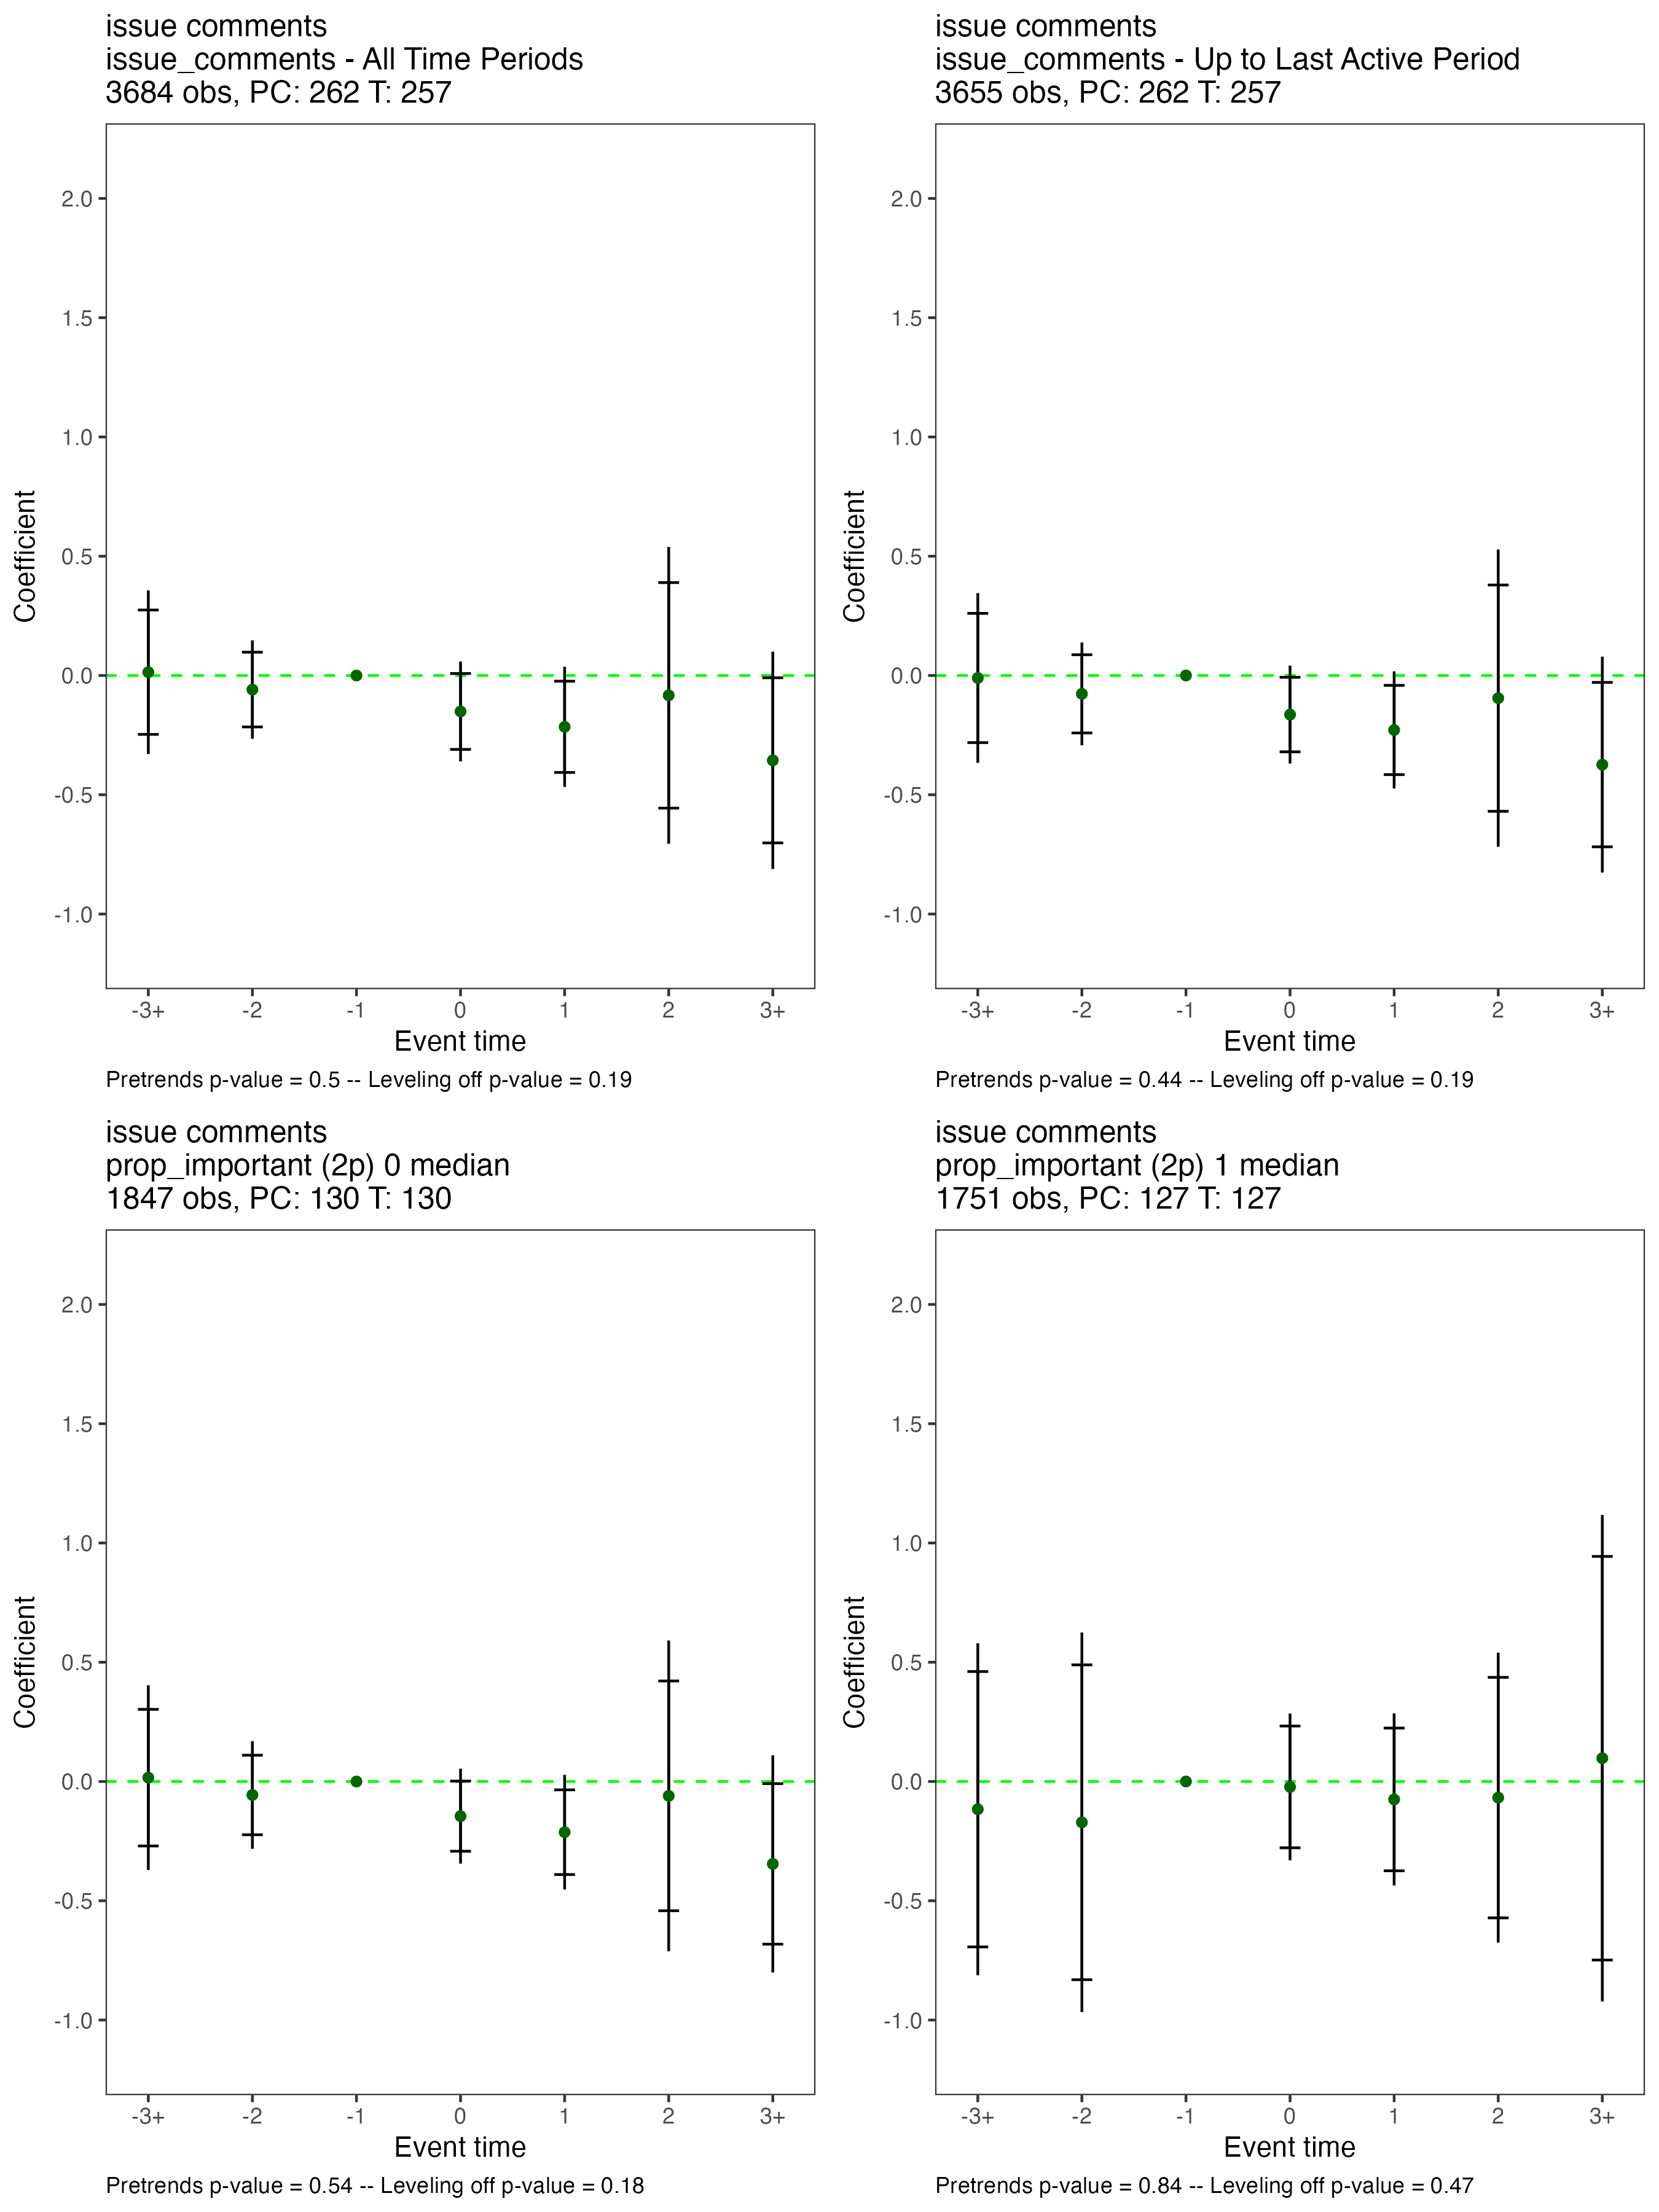 issue comments
issue_comments - All Time Periods
3684 obs, PC: 262 T: 257
2.0
1.5
1.0
0.5
0.0
-0.5
-1.0
Coefficient
-3+ -2 -1 0 1 2 3+
Event time
Pretrends p-value = 0.5 -- Leveling off p-value = 0.19
issue comments
issue_comments - Up to Last Active Period
3655 obs, PC: 262 T: 257
2.0
1.5
1.0
0.5
0.0
-0.5
-1.0
Coefficient
-3+ -2 -1 0 1 2 3+
Event time
Pretrends p-value = 0.44 -- Leveling off p-value = 0.19
issue comments
prop_important (2p) 0 median
1847 obs, PC: 130 T: 130
2.0
1.5
1.0
0.5
0.0
-0.5
-1.0
Coefficient
-3+ -2 -1 0 1 2 3+
Event time
Pretrends p-value = 0.54 -- Leveling off p-value = 0.18
issue comments
prop_important (2p) 1 median
1751 obs, PC: 127 T: 127
2.0
1.5
1.0
0.5
0.0
-0.5
-1.0
Coefficient
-3+ -2 -1 0 1 2 3+
Event time
Pretrends p-value = 0.84 -- Leveling off p-value = 0.47